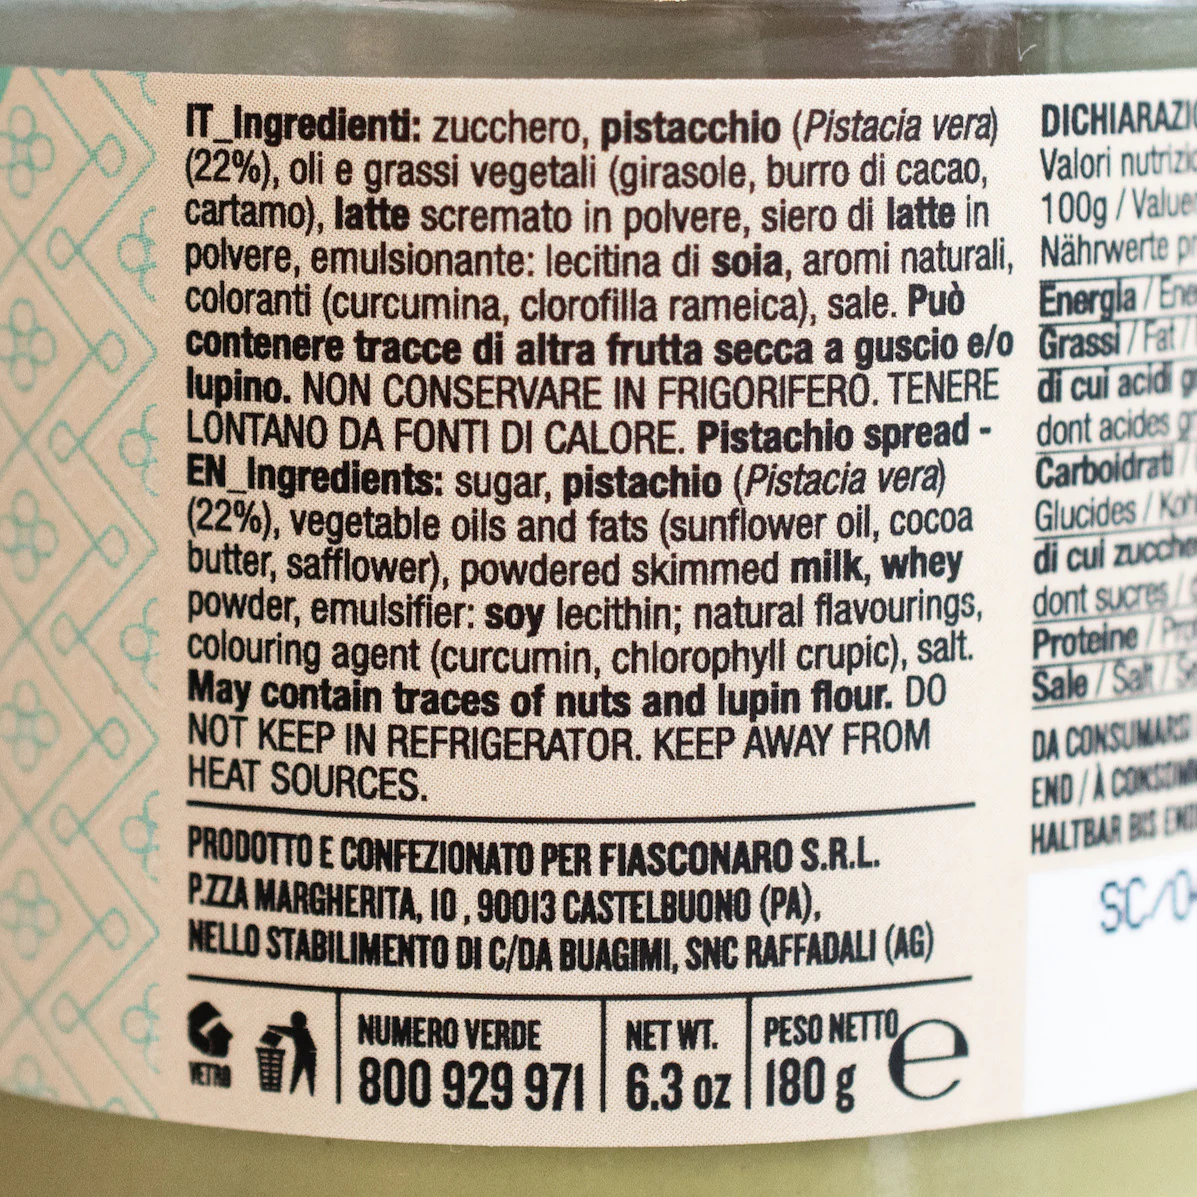 IT_Ingredienti: zucchero, pistacchio (Pistacia vera)
(22%), oli e grassi vegetali (girasole, burro di cacao,
cartamo), latte scremato in polvere, siero di latte in
polvere, emulsionante: lecitina di soia, aromi naturali,
coloranti (curcumina, clorofilla rameica), sale. Può
contenere tracce di altra frutta secca a guscio e/o
lupino. NON CONSERVARE IN FRIGORIFERO. TENERE
LONTANO DA FONTI DI CALORE. Pistachio spread -
EN_Ingredients: sugar, pistachio (Pistacia vera)
(22%), vegetable oils and fats (sunflower oil, cocoa
butter, safflower), powdered skimmed milk, whey
powder, emulsifier: soy lecithin; natural flavourings,
colouring agent (curcumin, chlorophyll crupic), salt.
May contain traces of nuts and lupin flour. DO
NOT KEEP IN REFRIGERATOR. KEEP AWAY FROM
HEAT SOURCES.
PRODOTTO E CONFEZIONATO PER FIASCONARO S.R.L.
P.ZZA MARGHERITA, 10 , 90013 CASTELBUONO (PA),
NELLO STABILIMENTO DI C/DA BUAGIMI, SNC RAFFADALI (AG)
VETRO
NUMERO VERDE
800 929 971
NET WT.
6.3 oz
PESO NETTO
180 g
e
DICHIARAZIO
Valori nutrizio
100g / Value
Nährwerte p
Energia / Ene
Grassi / Fat /
di cui acidi g
dont acides g
Carboidrati /
Glucides / Koh
di cui zucche
dont sucres /
Proteine / Pro
Sale / Salt / S
DA CONSUMARSI
END / À CONSOMM
HALTBAR BIS END
SC/0